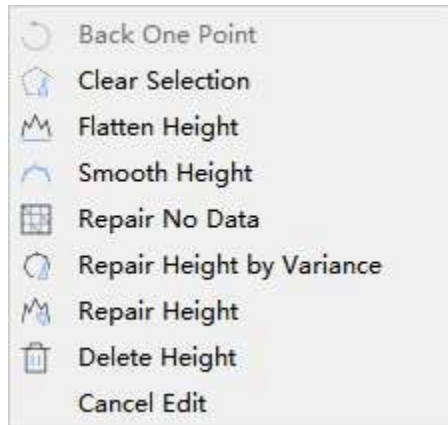 Back One Point
Clear Selection
Flatten Height
Smooth Height
Repair No Data
Repair Height by Variance
Repair Height
Delete Height
Cancel Edit